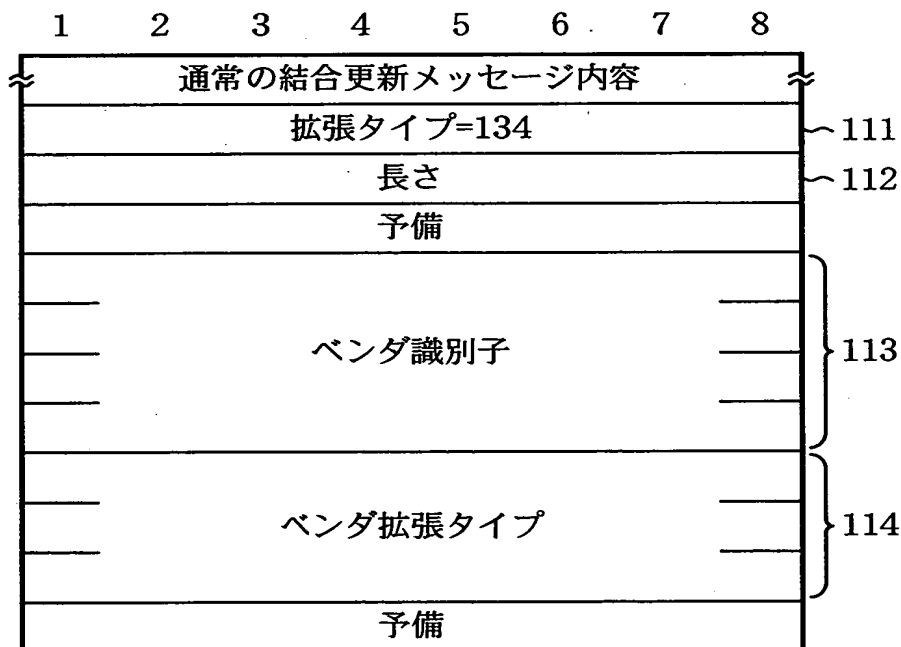 1 2 3 4 5 6 7 8
通常の結合更新メッセージ内容
拡張タイプ=134 111
長さ 112
予備
ベンダ識別子 113
ベンダ拡張タイプ 114
予備